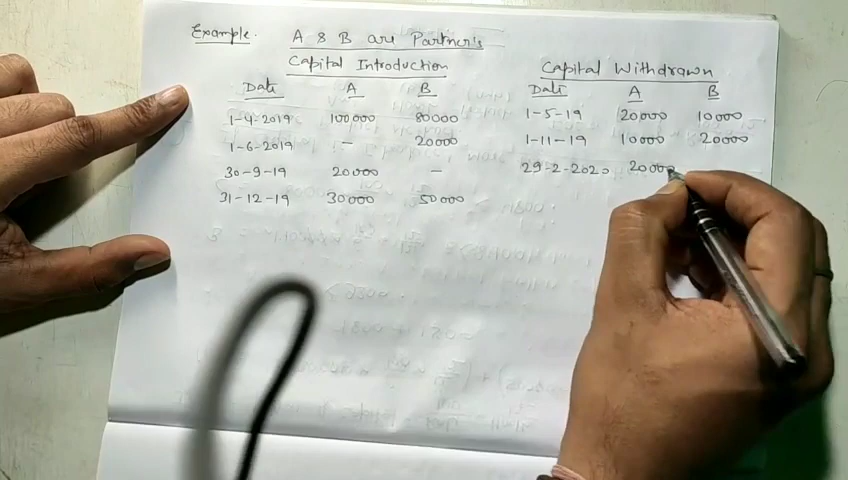 Example. A & B are Partner's
Capital Introduction
Date A B
1-4-2019 100000 80000
1-6-2019 - 20000
30-9-19 20000 -
31-12-19 30000 50000
Capital Withdrawn
Date A B
1-5-19 20000 10000
1-11-19 10000 20000
29-2-2020 20000